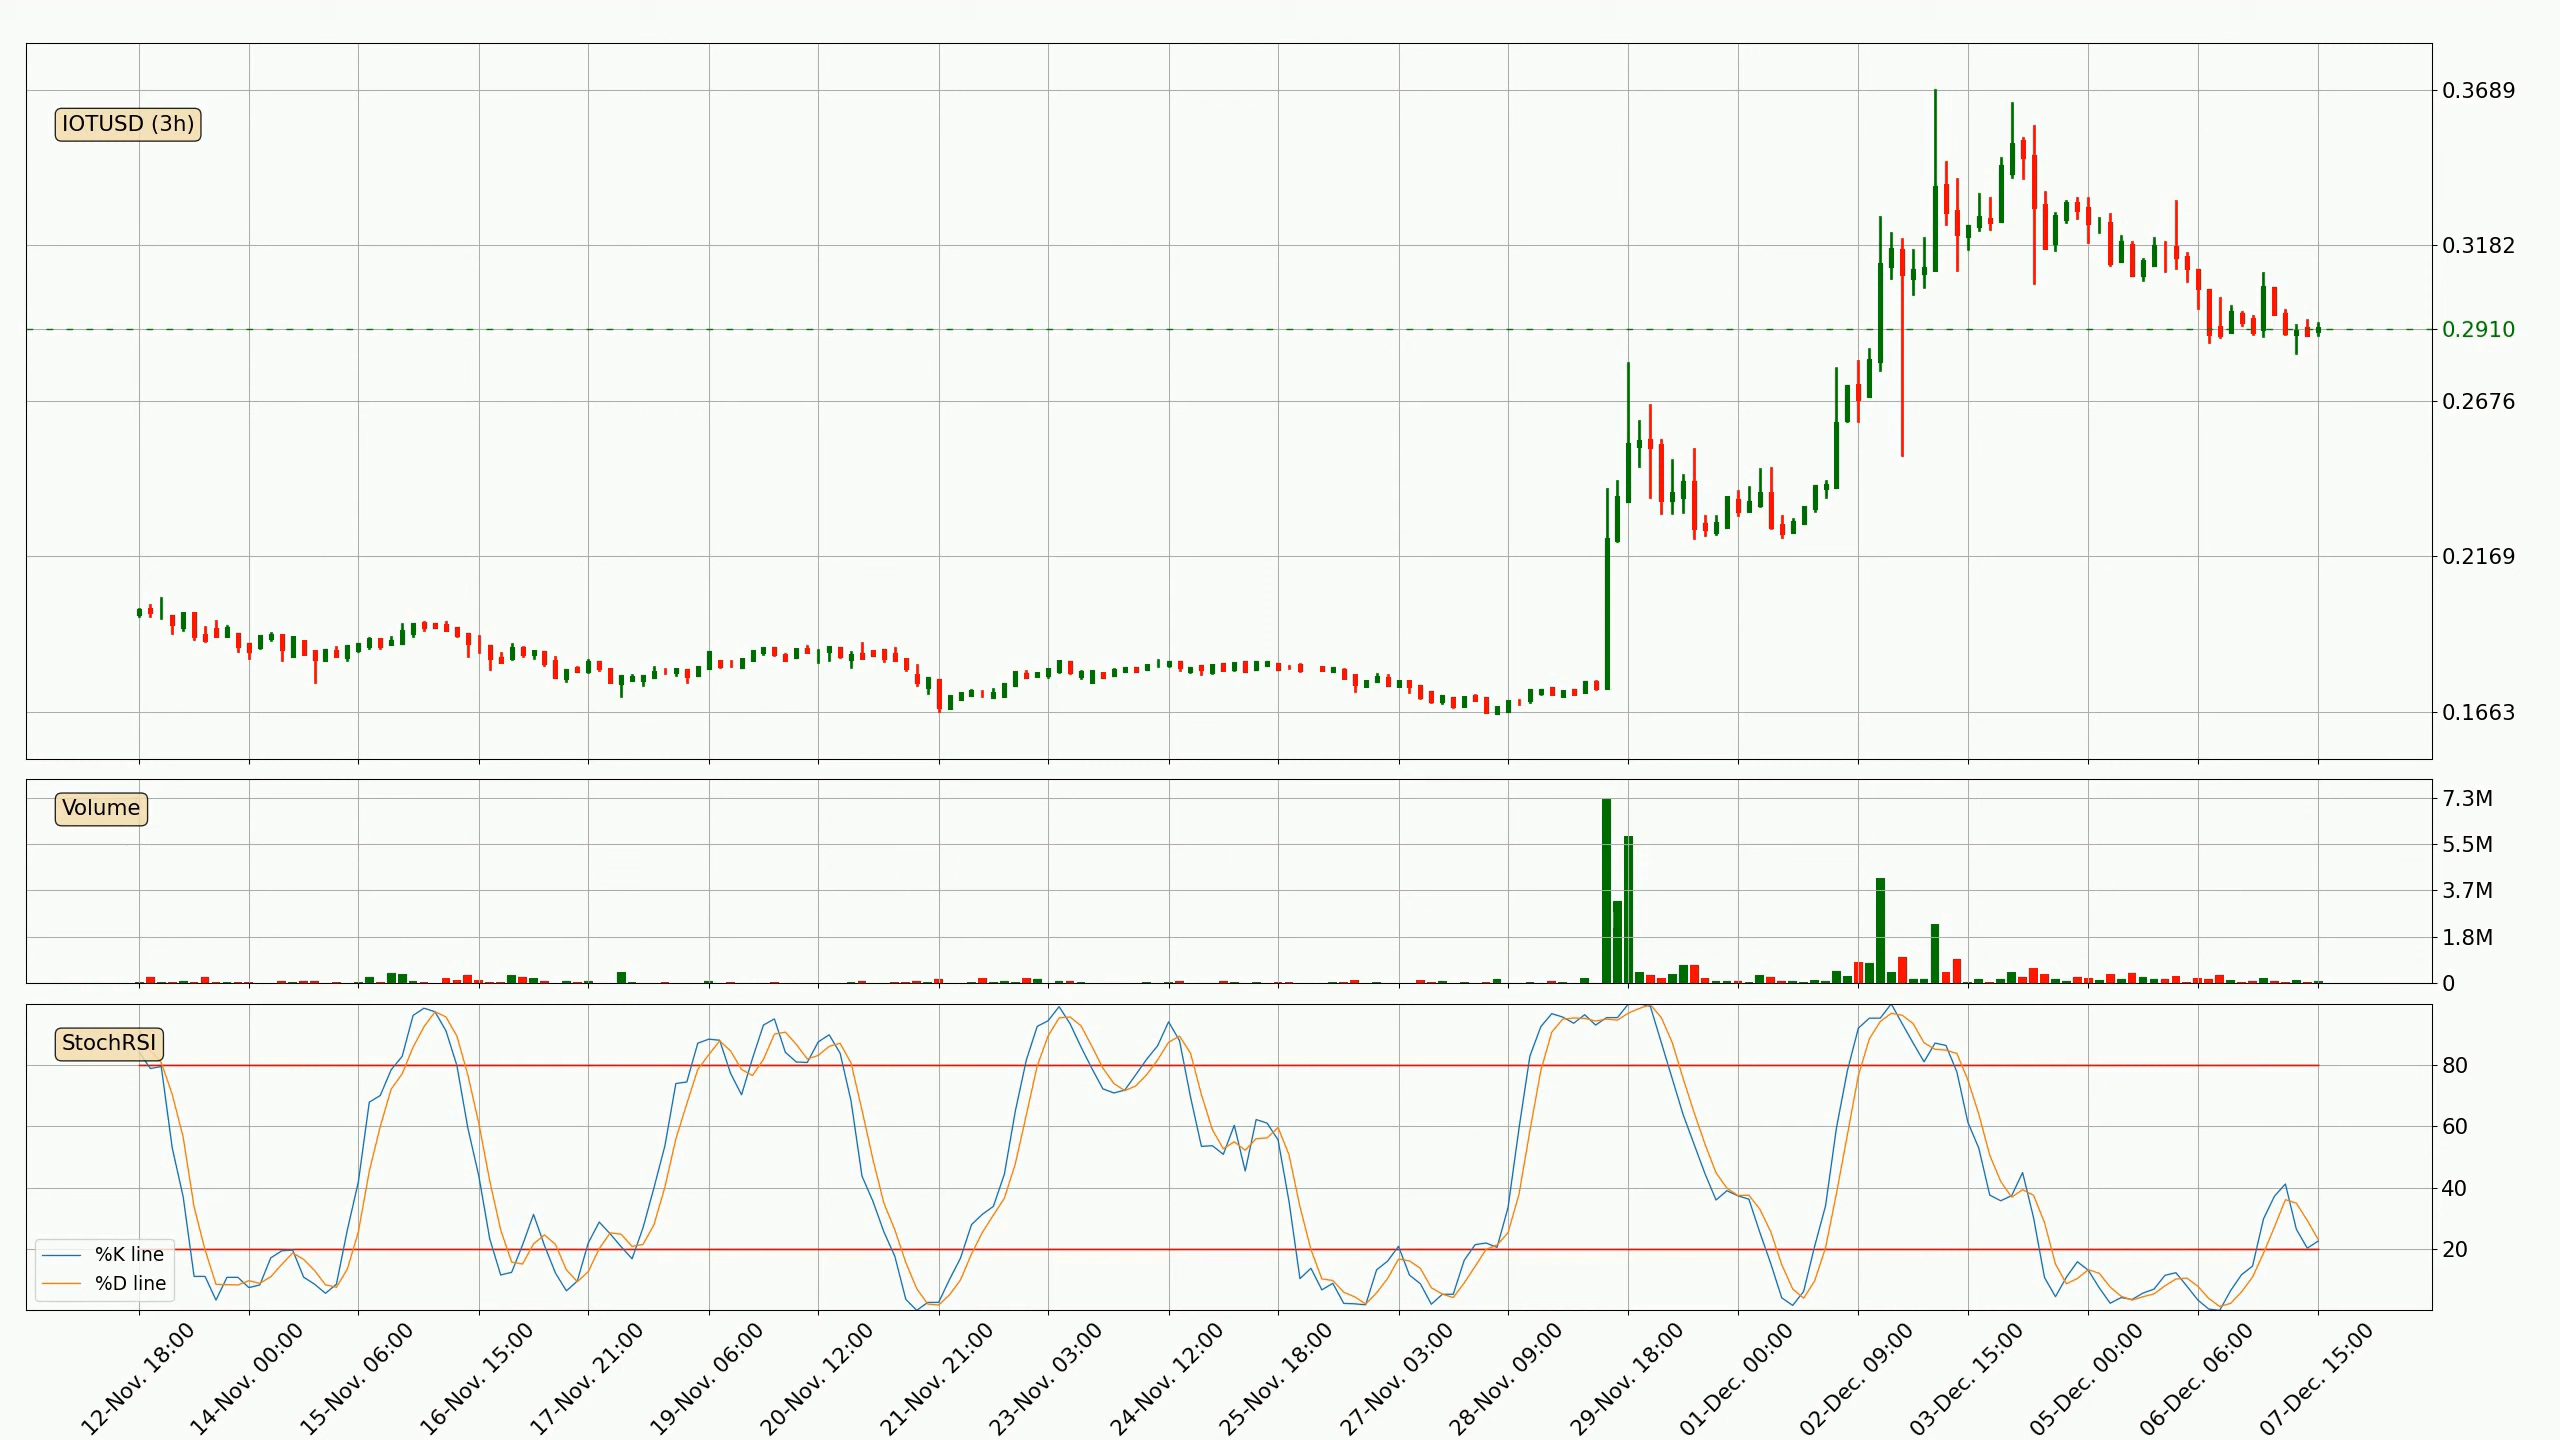 IOTUSD (3h)
0.3689
0.3182
0.2910
0.2676
0.2169
0.1663
Volume
7.3M
5.5M
3.7M
1.8M
0
StochRSI
80
60
40
20
%K line
%D line
12-Nov. 18:00
14-Nov. 00:00
15-Nov. 06:00
16-Nov. 15:00
17-Nov. 21:00
19-Nov. 06:00
20-Nov. 12:00
21-Nov. 21:00
23-Nov. 03:00
24-Nov. 12:00
25-Nov. 18:00
27-Nov. 03:00
28-Nov. 09:00
29-Nov. 18:00
01-Dec. 00:00
02-Dec. 09:00
03-Dec. 15:00
05-Dec. 00:00
06-Dec. 06:00
07-Dec. 15:00